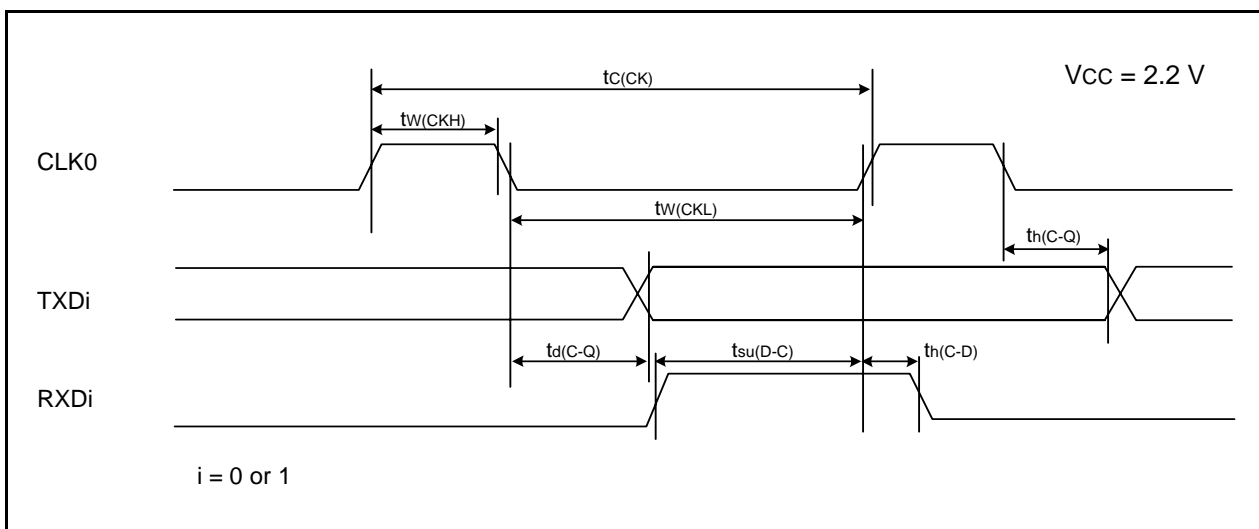 tC(CK)
VCC = 2.2 V
tW(CKH)
CLK0
tW(CKL)
th(C-Q)
TXDi
td(C-Q)
tsu(D-C)
th(C-D)
RXDi
i = 0 or 1